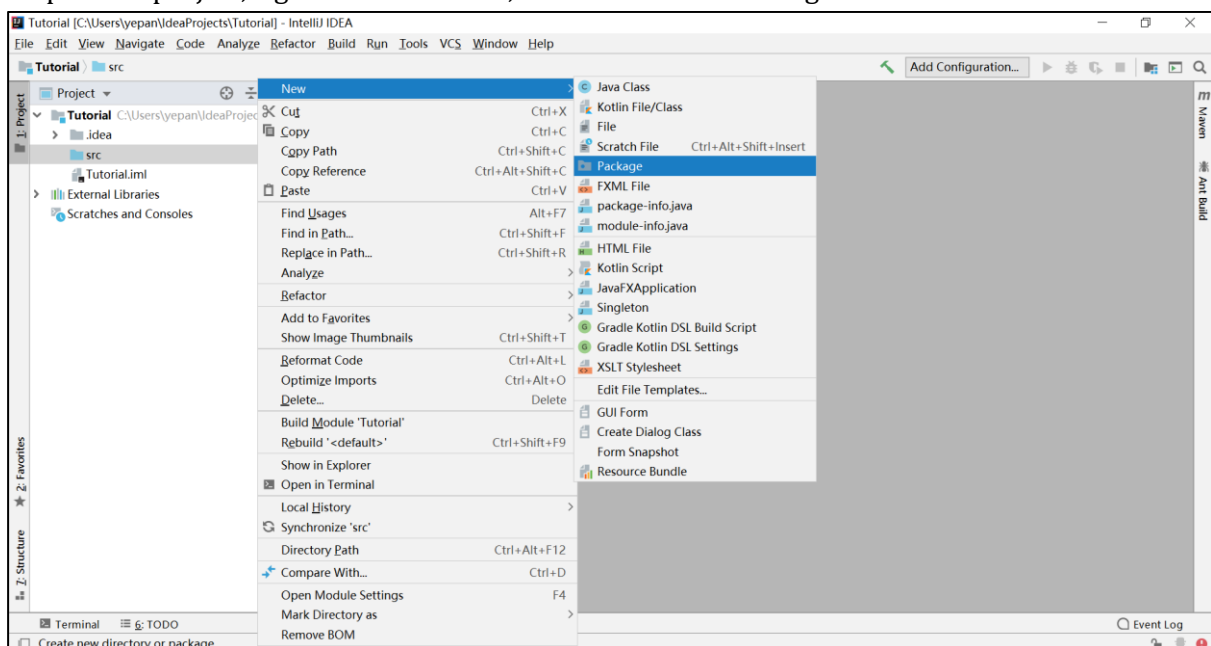 Tutorial [C:\Users\yepan\IdeaProjects\Tutorial] - IntelliJ IDEA
File Edit View Navigate Code Analyze Refactor Build Run Tools VCS Window Help
Tutorial src Add Configuration...
1: Project
Project
Tutorial C:\Users\yepan\IdeaProjec
.idea
src
Tutorial.iml
External Libraries
Scratches and Consoles
New
Cut Ctrl+X
Copy Ctrl+C
Copy Path Ctrl+Shift+C
Copy Reference Ctrl+Alt+Shift+C
Paste Ctrl+V
Find Usages Alt+F7
Find in Path... Ctrl+Shift+F
Replace in Path... Ctrl+Shift+R
Analyze
Refactor
Add to Favorites
Show Image Thumbnails Ctrl+Shift+T
Reformat Code Ctrl+Alt+L
Optimize Imports Ctrl+Alt+O
Delete... Delete
Build Module 'Tutorial'
Rebuild '<default>' Ctrl+Shift+F9
Show in Explorer
Open in Terminal
Local History
Synchronize 'src'
Directory Path Ctrl+Alt+F12
Compare With... Ctrl+D
Open Module Settings F4
Mark Directory as
Remove BOM
Java Class
Kotlin File/Class
File
Scratch File Ctrl+Alt+Shift+Insert
Package
FXML File
package-info.java
module-info.java
HTML File
Kotlin Script
JavaFXApplication
Singleton
Gradle Kotlin DSL Build Script
Gradle Kotlin DSL Settings
XSLT Stylesheet
Edit File Templates...
GUI Form
Create Dialog Class
Form Snapshot
Resource Bundle
Maven
Ant Build
2: Favorites
7: Structure
Terminal 6: TODO Event Log
Create new directory or package